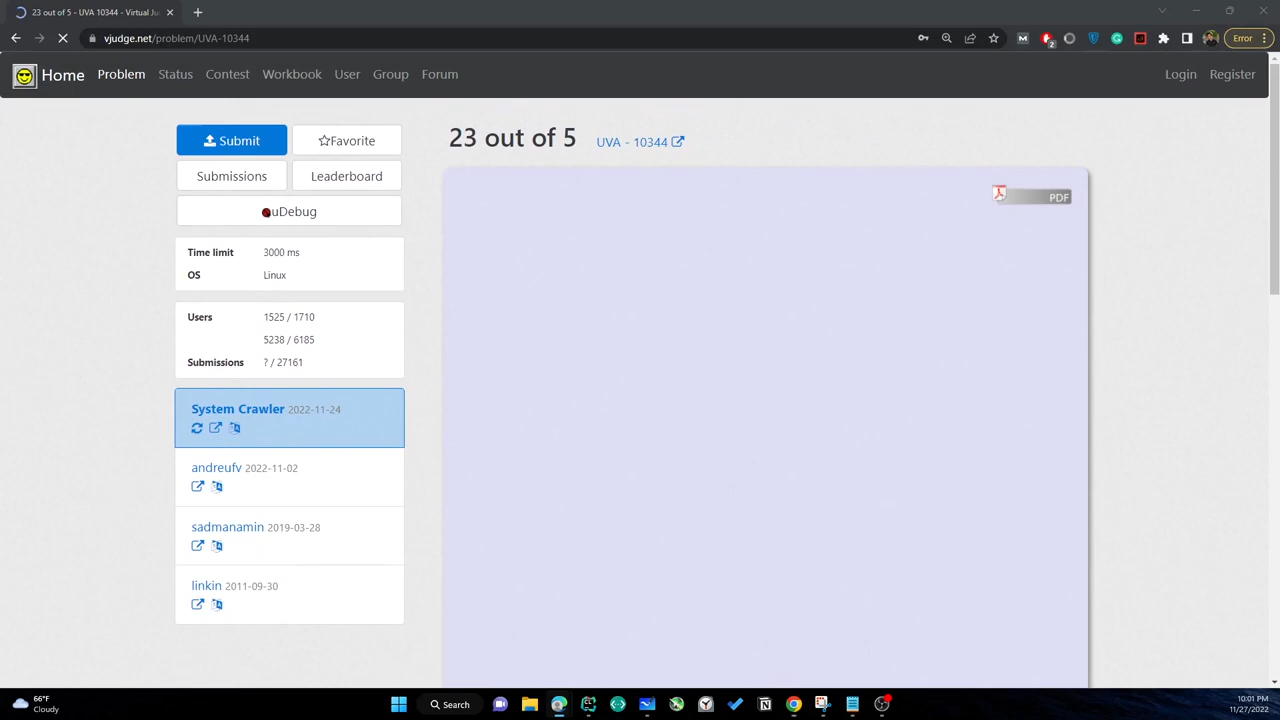 23 out of 5 - UVA 10344 - Virtual Ju
vjudge.net/problem/UVA-10344
Error
Home Problem Status Contest Workbook User Group Forum Login Register
Submit Favorite
Submissions Leaderboard
uDebug
Time limit 3000 ms
OS Linux
Users 1525 / 1710
5238 / 6185
Submissions ? / 27161
System Crawler 2022-11-24
andreufv 2022-11-02
sadmanamin 2019-03-28
linkin 2011-09-30
23 out of 5 UVA - 10344
PDF
66°F
Cloudy
Search
10:01 PM
11/27/2022